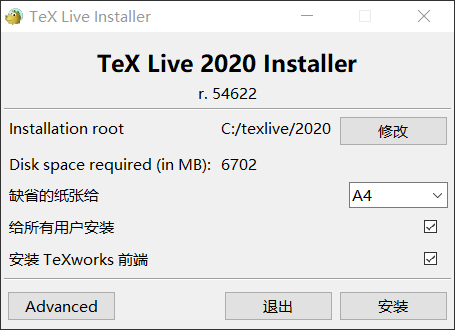 TeX Live Installer
TeX Live 2020 Installer
r. 54622
Installation root C:/texlive/2020 修改
Disk space required (in MB): 6702
缺省的纸张给 A4
给所有用户安装
安装 TeXworks 前端
Advanced 退出 安装